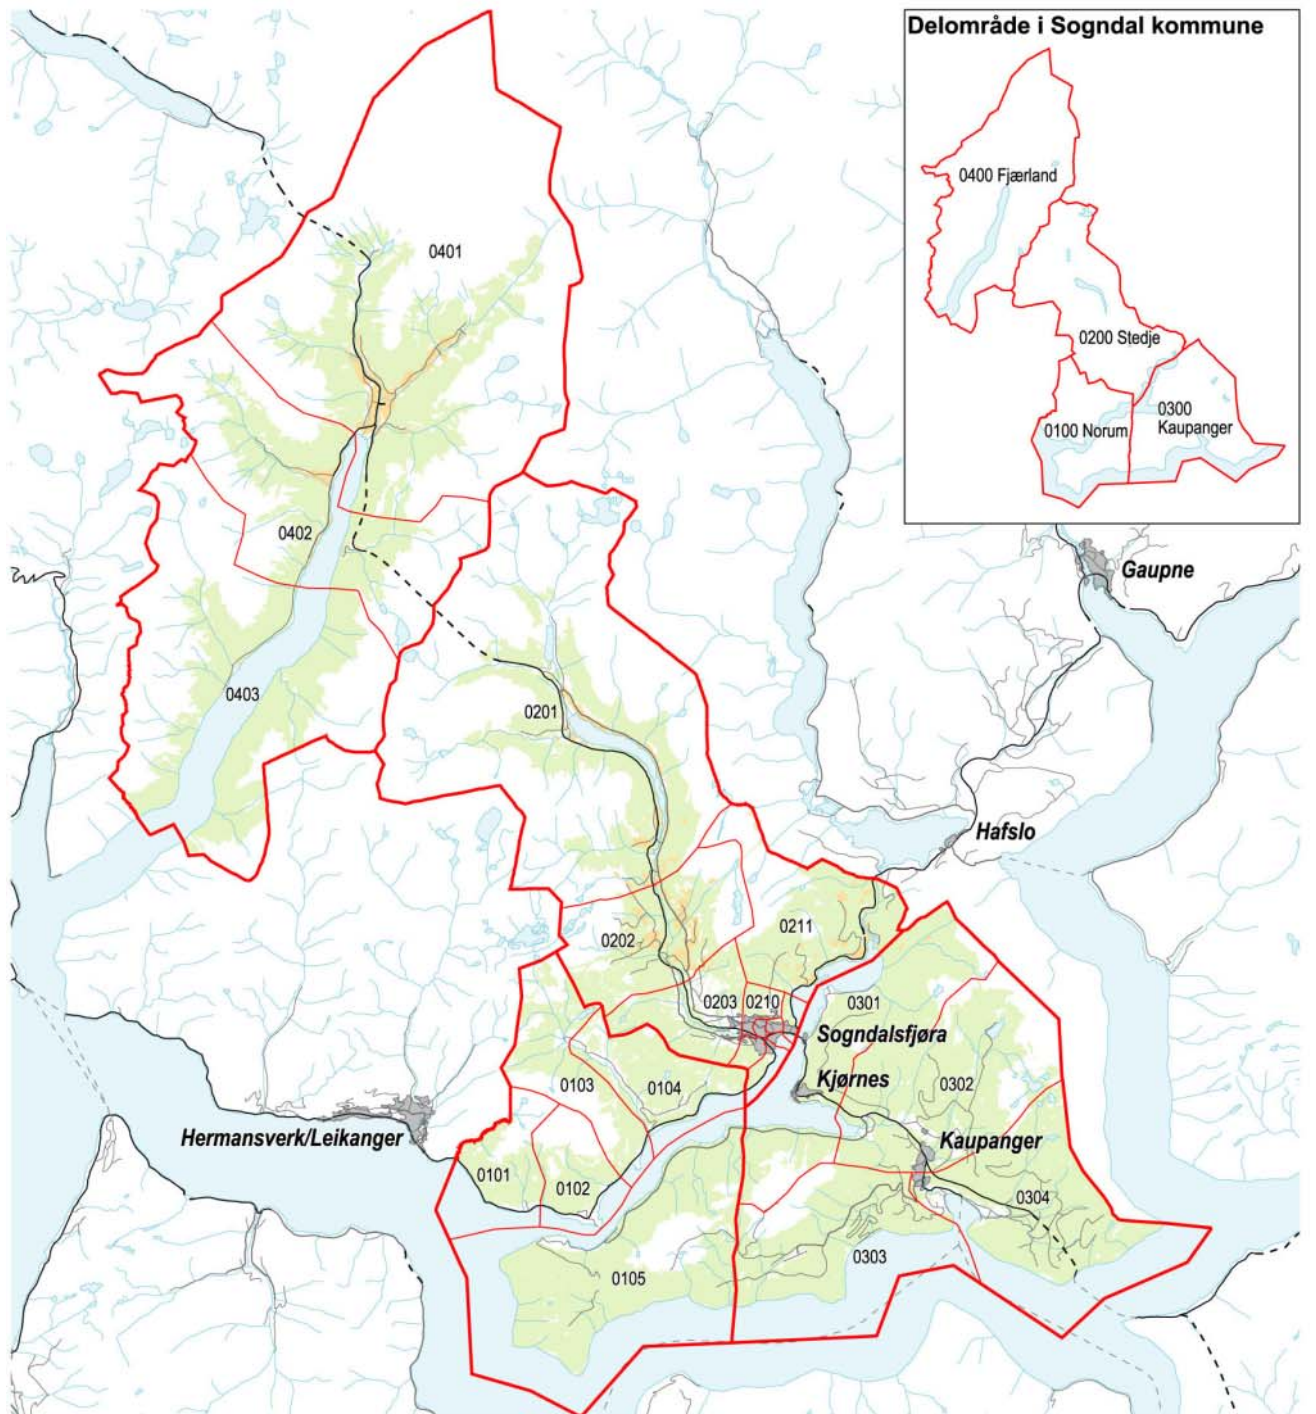 Delområde i Sogndal kommune
0400 Fjærland
0200 Stedje
0300
Kaupanger
0100 Norum
0401
0402
0403
Gaupne
0201
Hafslo
0202
0211
0203
0210
0301
Sogndalsfjøra
Kjørnes
0103
0104
0302
Hermansverk/Leikanger
Kaupanger
0101
0102
0304
0303
0105